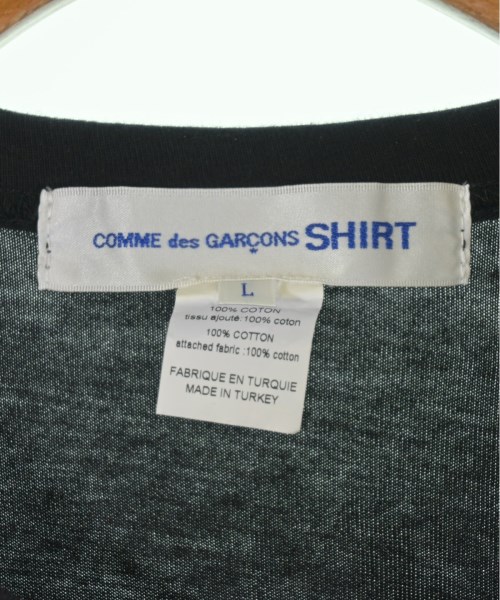 COMME des GARÇONS SHIRT
L
100% COTON
tissu ajouté:100% coton
100% COTTON
attached fabric :100% cotton
FABRIQUE EN TURQUIE
MADE IN TURKEY